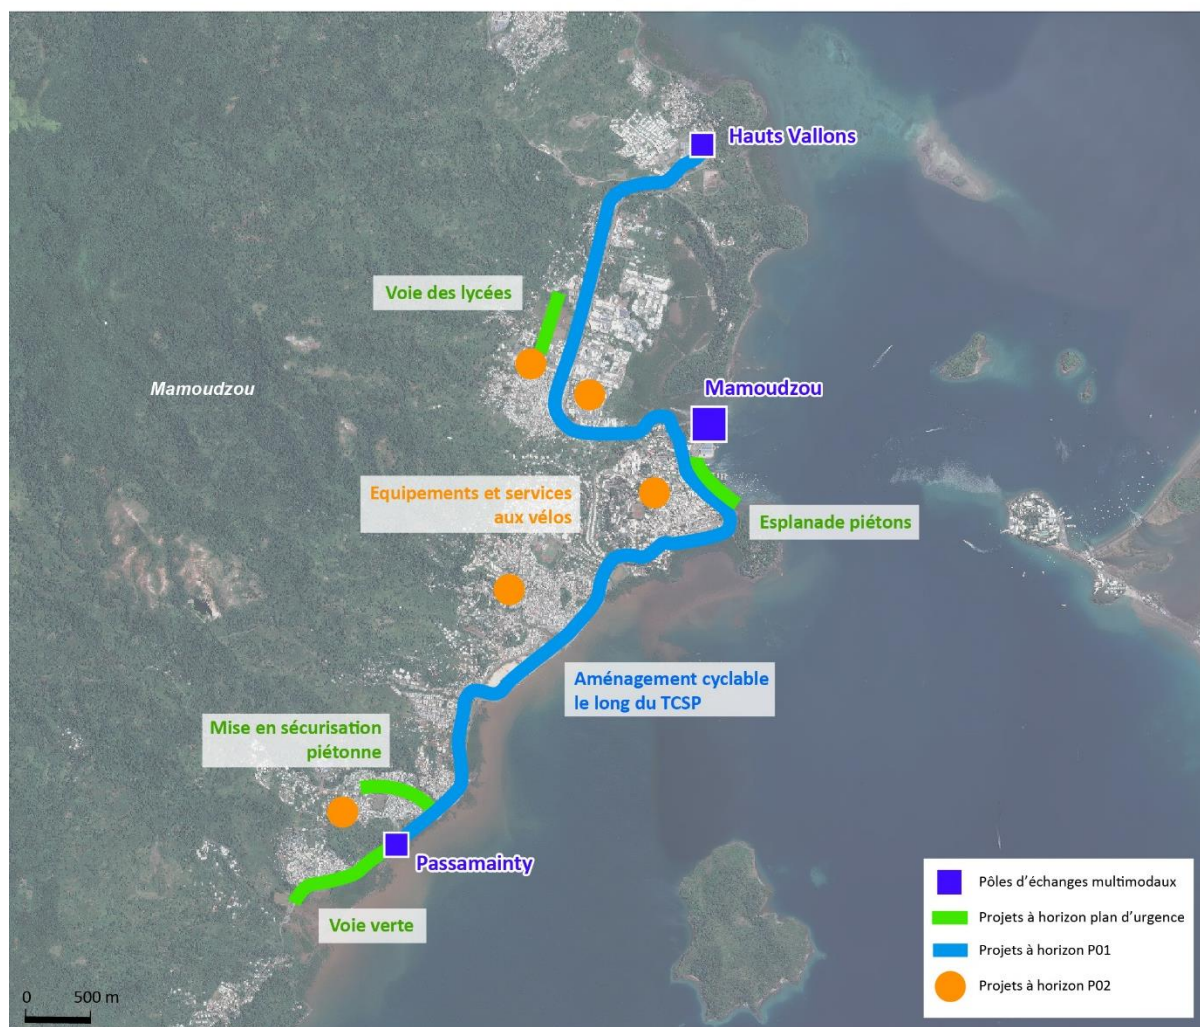 Hauts Vallons
Voie des lycées
Mamoudzou
Mamoudzou
Equipements et services
aux vélos
Esplanade piétons
Aménagement cyclable
le long du TCSP
Mise en sécurisation
piétonne
Passamainty
Voie verte
Pôles d'échanges multimodaux
Projets à horizon plan d'urgence
Projets à horizon P01
Projets à horizon P02
0 500 m